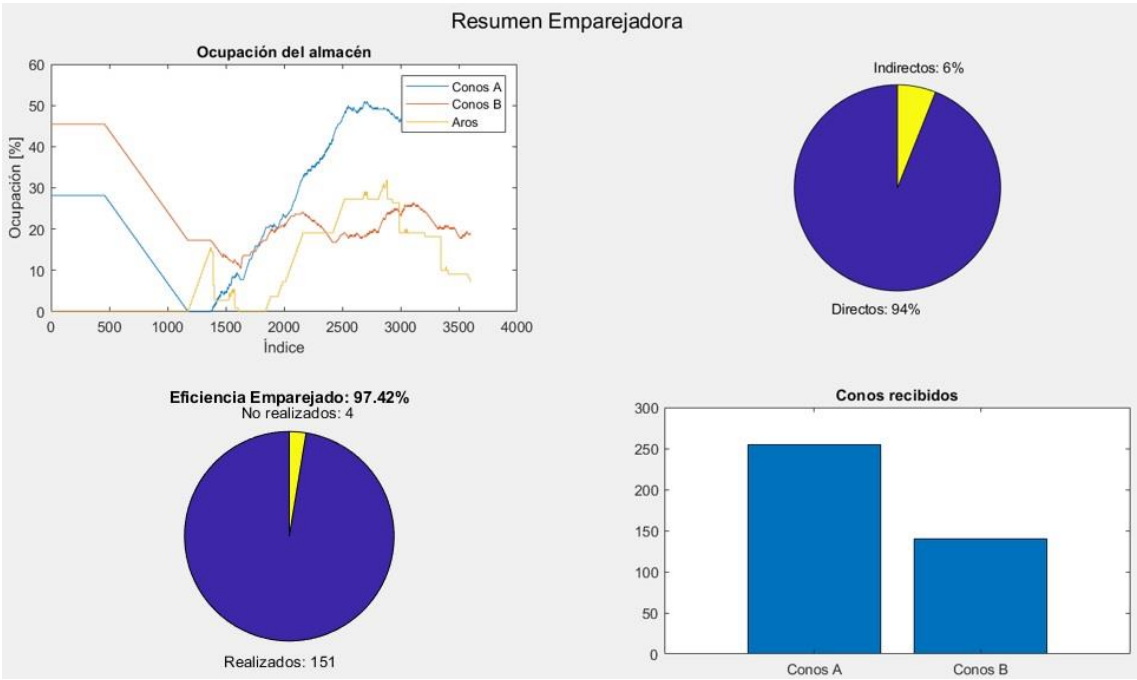 Resumen Emparejadora
Ocupación del almacén
60
50
40
30
20
10
0
Ocupación [%]
0 500 1000 1500 2000 2500 3000 3500 4000
Índice
Conos A
Conos B
Aros
Indirectos: 6%
Directos: 94%
Eficiencia Emparejado: 97.42%
No realizados: 4
Realizados: 151
Conos recibidos
300
250
200
150
100
50
0
Conos A Conos B